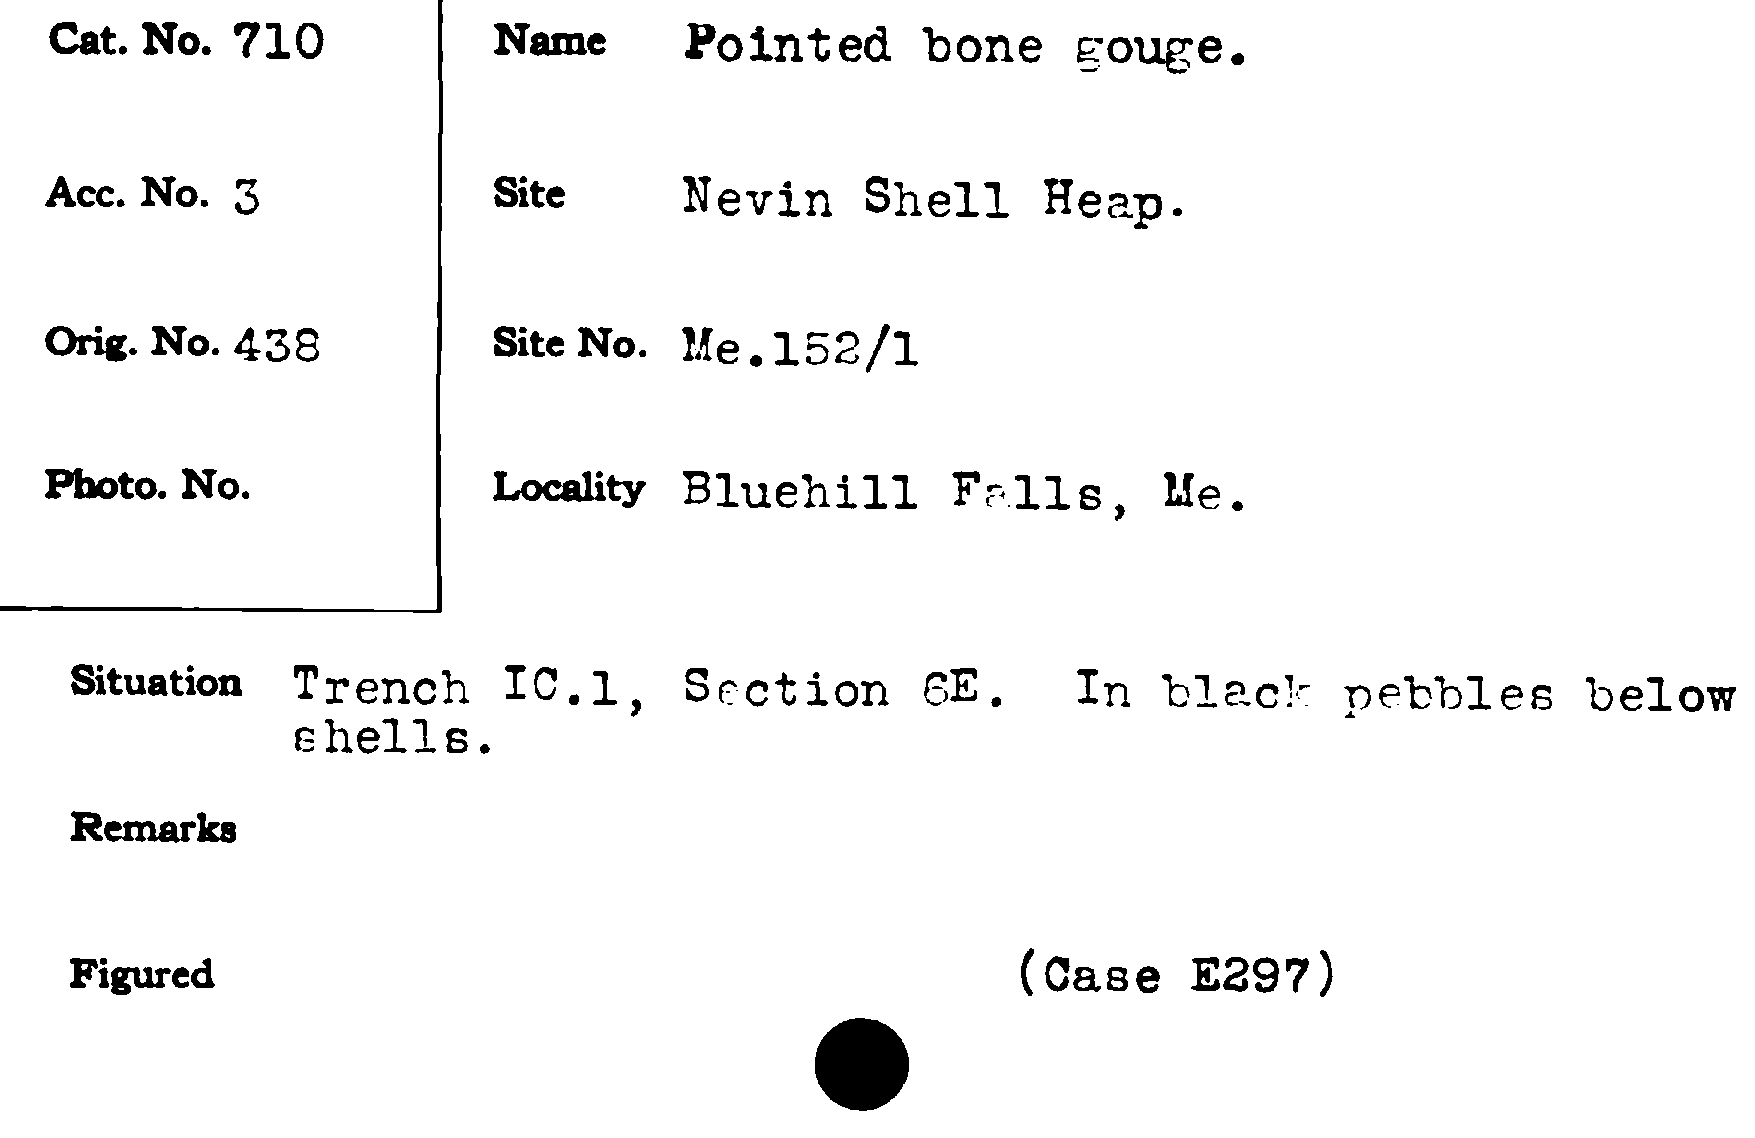 Cat. No. 710
Name Pointed bone gouge.
Acc. No. 3
Site Nevin Shell Heap.
Orig. No. 438
Site No. Me.152/1
Photo. No.
Locality Bluehill Falls, Me.
Situation Trench IC.1, Section 6E. In black pebbles below
shells.
Remarks
Figured (Case E297)